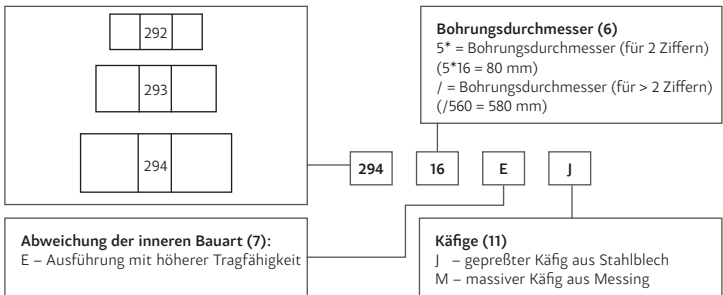 292
293
294
Bohrungsdurchmesser (6)
5* = Bohrungsdurchmesser (für 2 Ziffern)
(5*16 = 80 mm)
/ = Bohrungsdurchmesser (für > 2 Ziffern)
(/560 = 580 mm)
294 16 E J
Abweichung der inneren Bauart (7):
E – Ausführung mit höherer Tragfähigkeit
Käfige (11)
J – gepreßter Käfig aus Stahlblech
M – massiver Käfig aus Messing